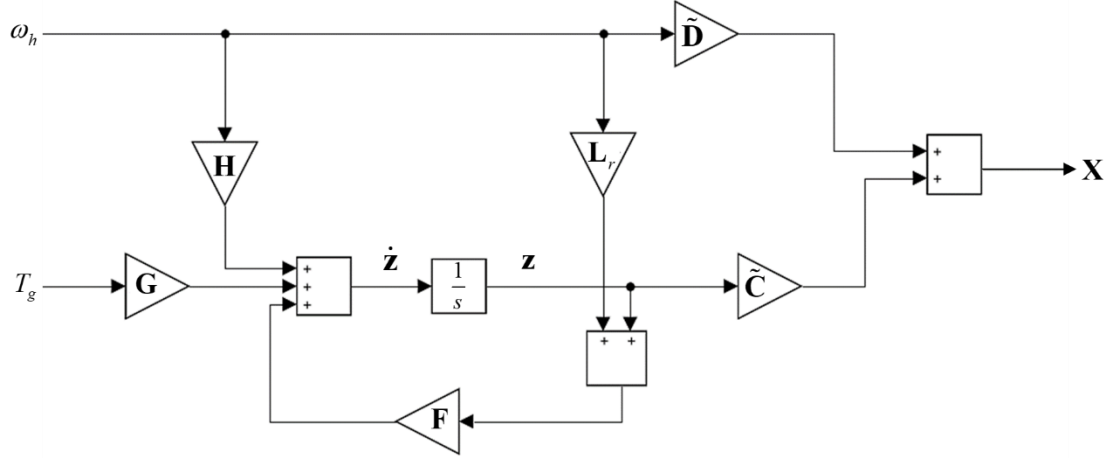 ω_h
D̃
H
L_r
+
+
X
T_g
G
+
+
+
ż
1/s
z
C̃
+ +
F